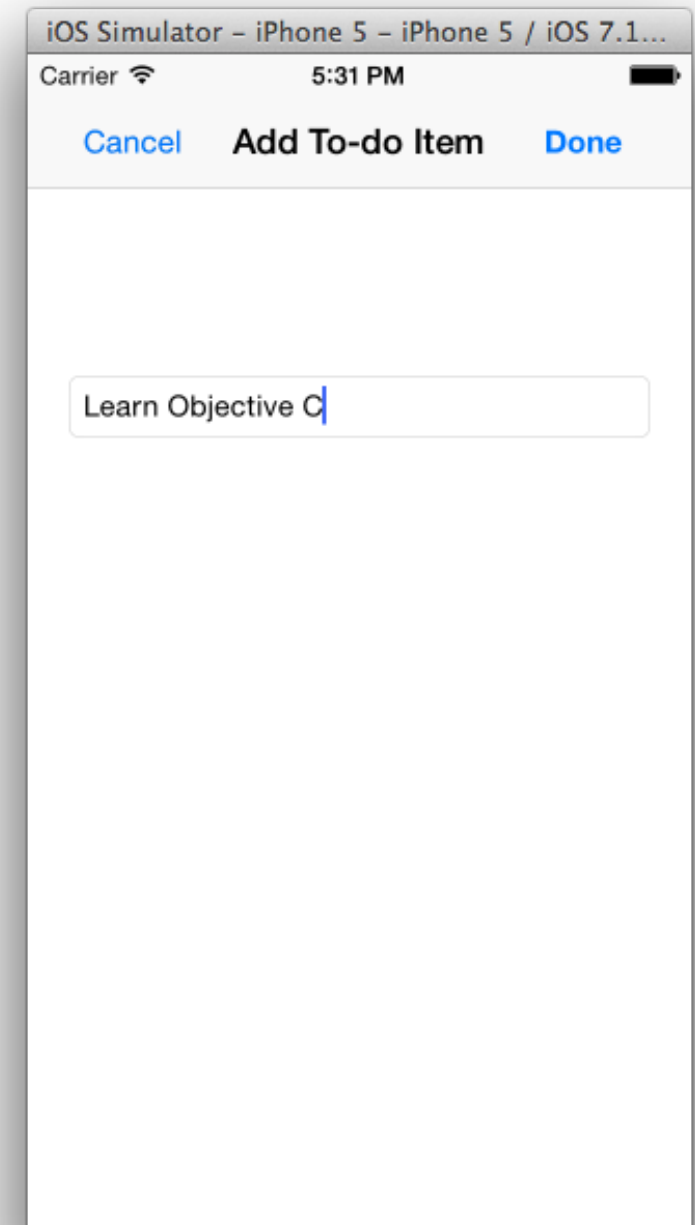 iOS Simulator – iPhone 5 – iPhone 5 / iOS 7.1...
Carrier 5:31 PM
Cancel Add To-do Item Done
Learn Objective C